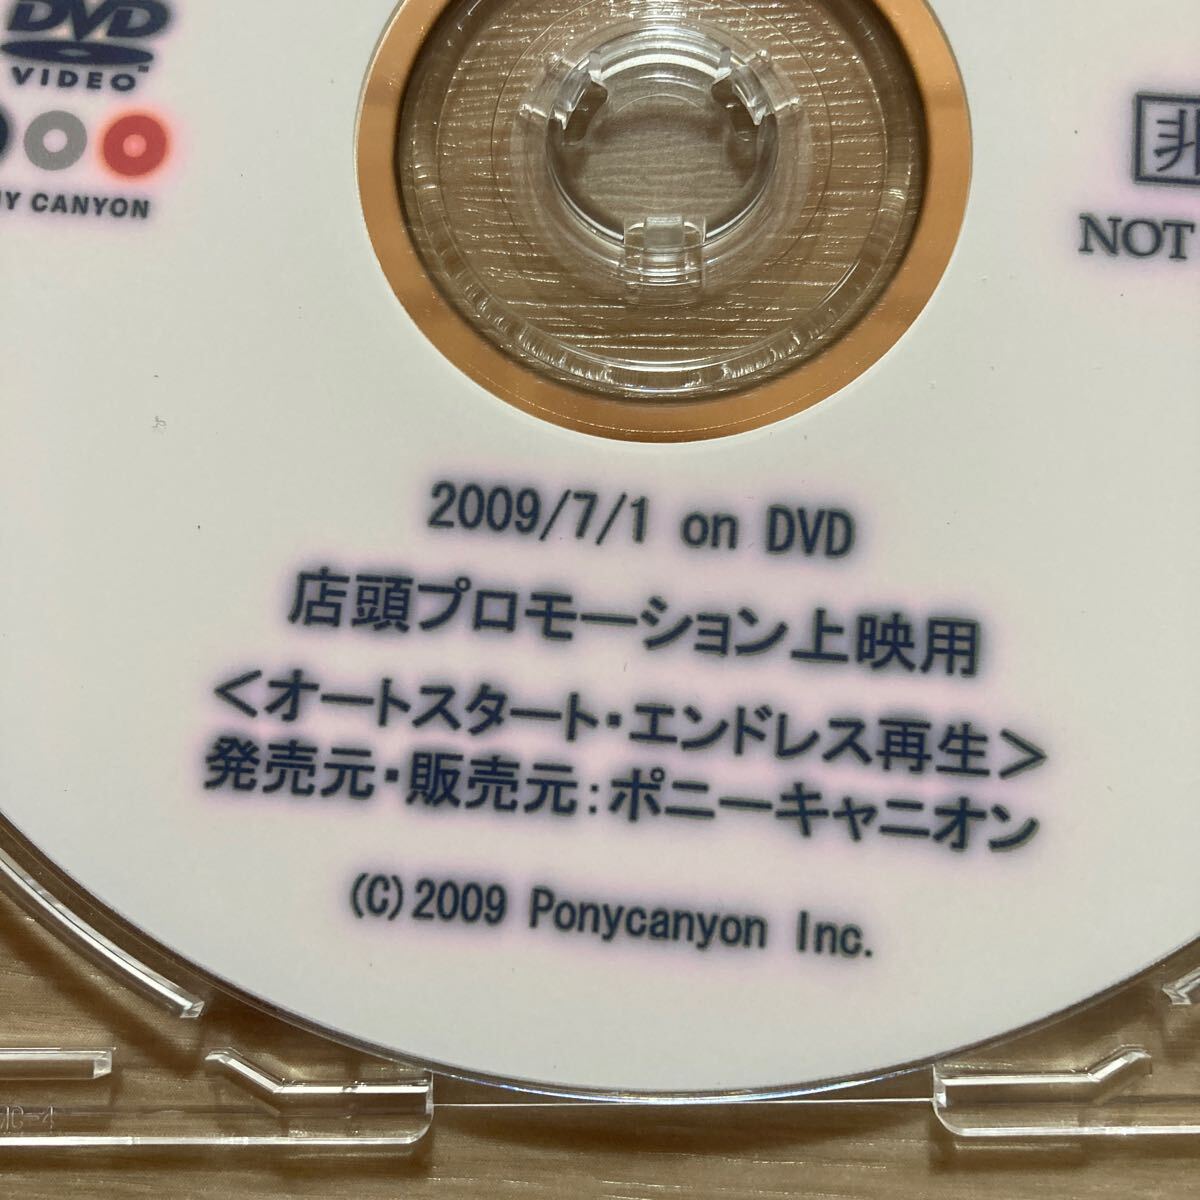 DVD
VIDEO
CANYON
非
NOT
2009/7/1 on DVD
店頭プロモーション上映用
<オートスタート・エンドレス再生>
発売元・販売元:ポニーキャニオン
(C)2009 Ponycanyon Inc.